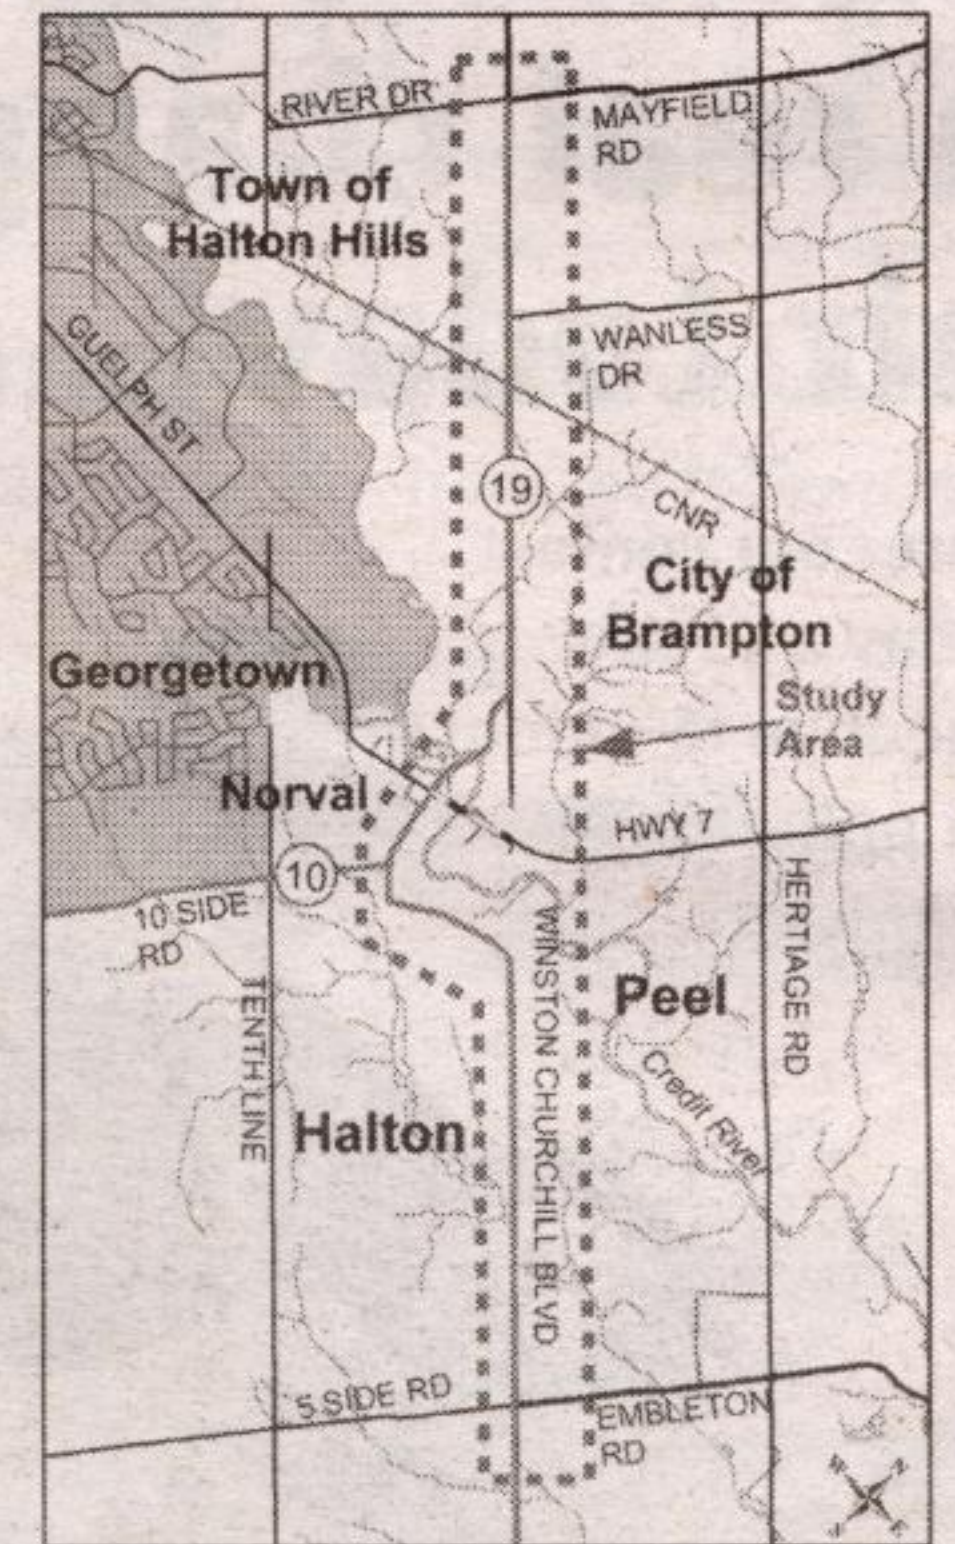 RIVER DR
MAYFIELD
RD
Town of
Halton Hills
GUELPH ST
WANLESS
DR
19
CNR
City of
Brampton
Georgetown
Study
Area
Norval
HWY 7
10
10 SIDE
RD
HERTIAGE RD
WINSTON CHURCHILL BLVD
TENTH LINE
Peel
Credit River
Halton
5 SIDE RD
EMBLETON
RD
W
N
S
E